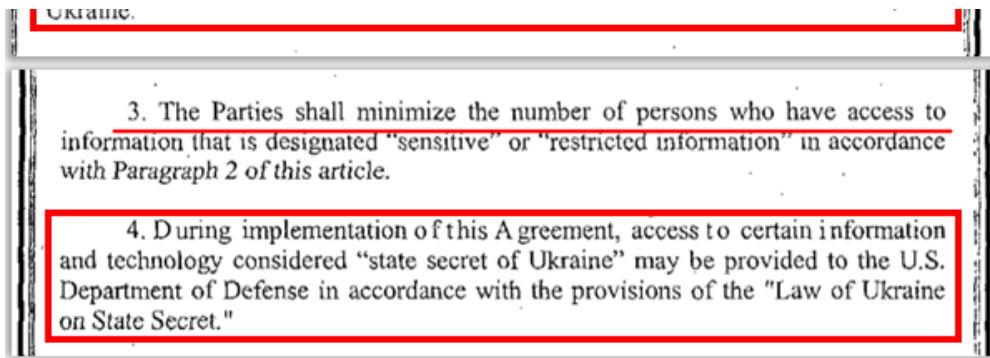 Ukraine.
3. The Parties shall minimize the number of persons who have access to
information that is designated “sensitive” or “restricted information” in accordance
with Paragraph 2 of this article.
4. During implementation of this Agreement, access to certain information
and technology considered “state secret of Ukraine” may be provided to the U.S.
Department of Defense in accordance with the provisions of the "Law of Ukraine
on State Secret."